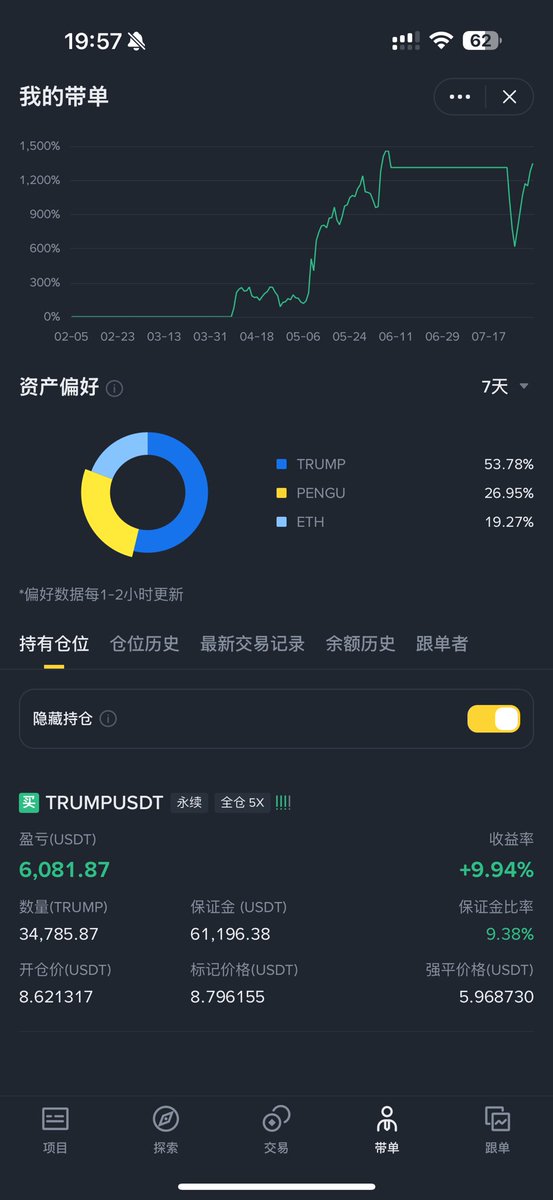 19:57
62
我的带单
1,500%
1,200%
900%
600%
300%
0%
02-05 02-23 03-13 03-31 04-18 05-06 05-24 06-11 06-29 07-17
资产偏好 7天
TRUMP 53.78%
PENGU 26.95%
ETH 19.27%
*偏好数据每1-2小时更新
持有仓位 仓位历史 最新交易记录 余额历史 跟单者
隐藏持仓
买 TRUMPUSDT 永续 全仓 5X
盈亏(USDT) 收益率
6,081.87 +9.94%
数量(TRUMP) 保证金 (USDT) 保证金比率
34,785.87 61,196.38 9.38%
开仓价(USDT) 标记价格(USDT) 强平价格(USDT)
8.621317 8.796155 5.968730
项目 探索 交易 带单 跟单